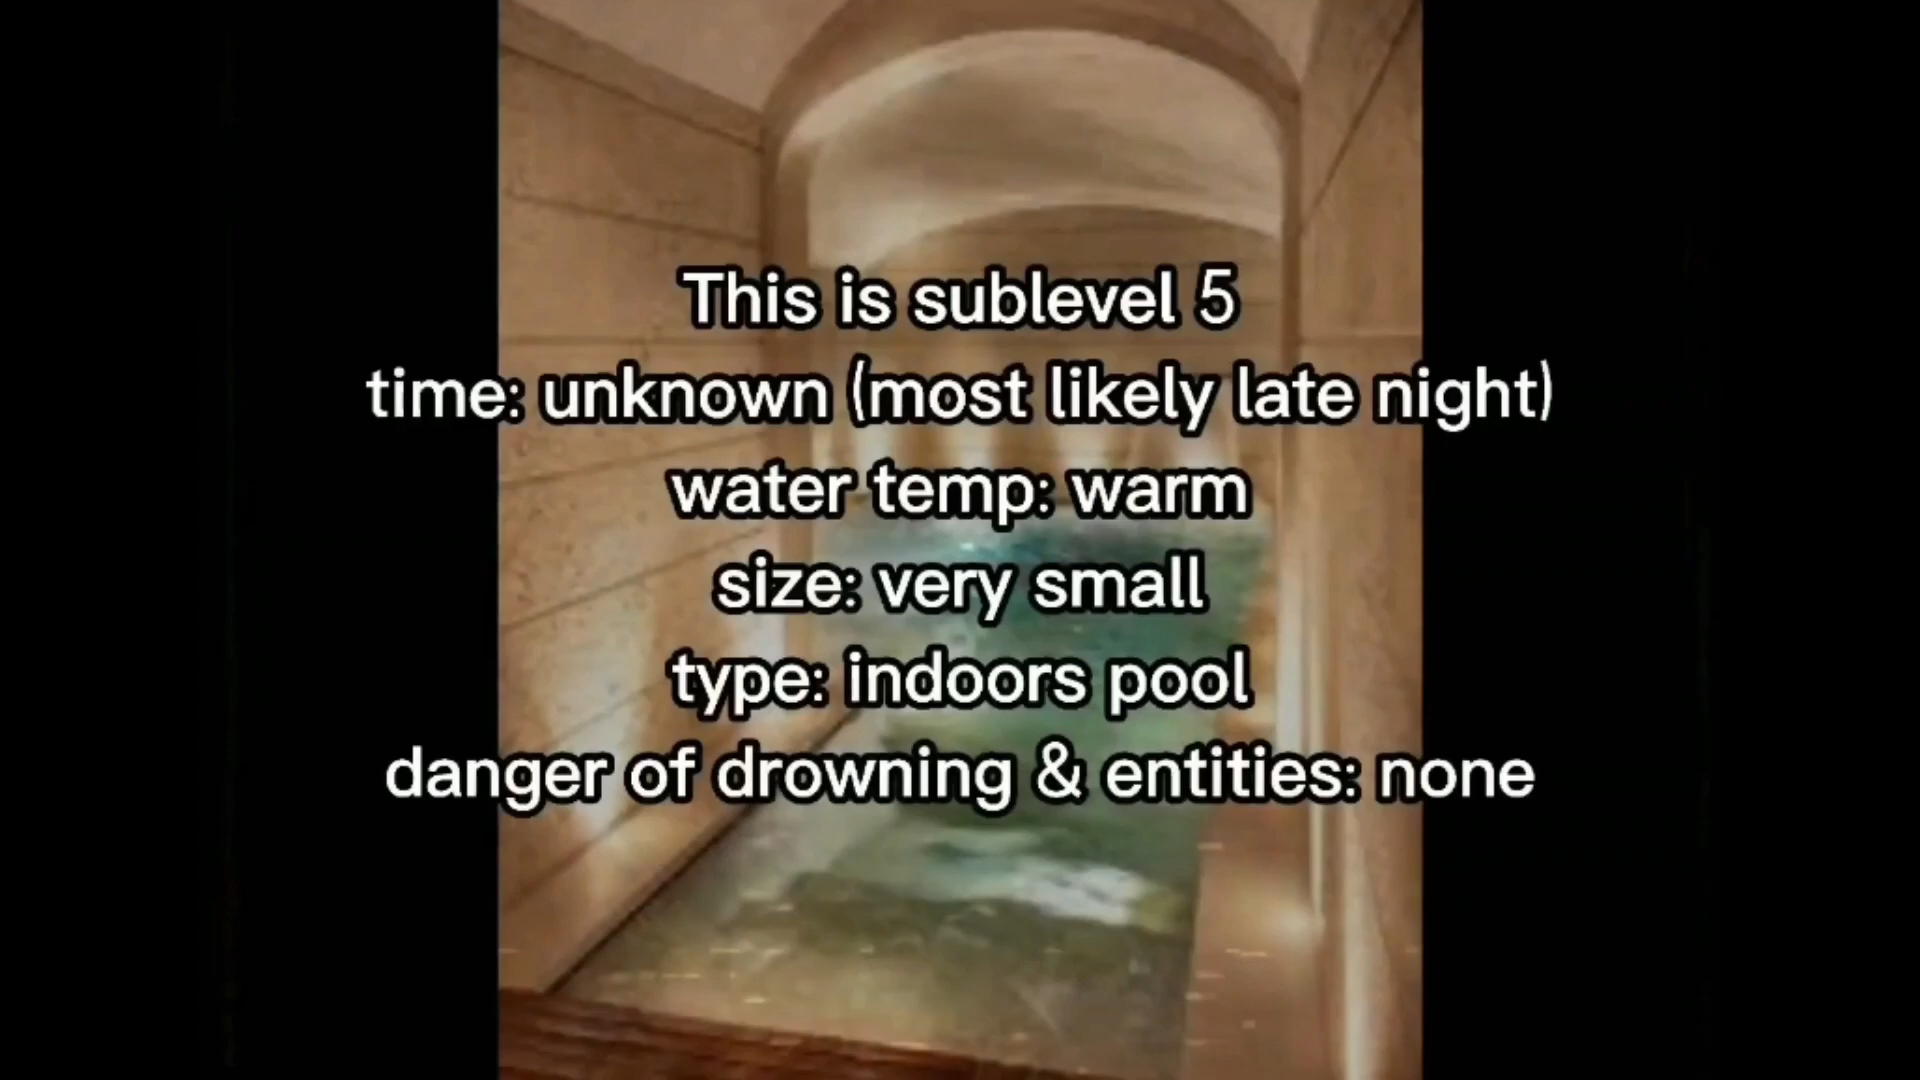 This is sublevel 5
time: unknown (most likely late night)
water temp: warm
size: very small
type: indoors pool
danger of drowning & entities: none